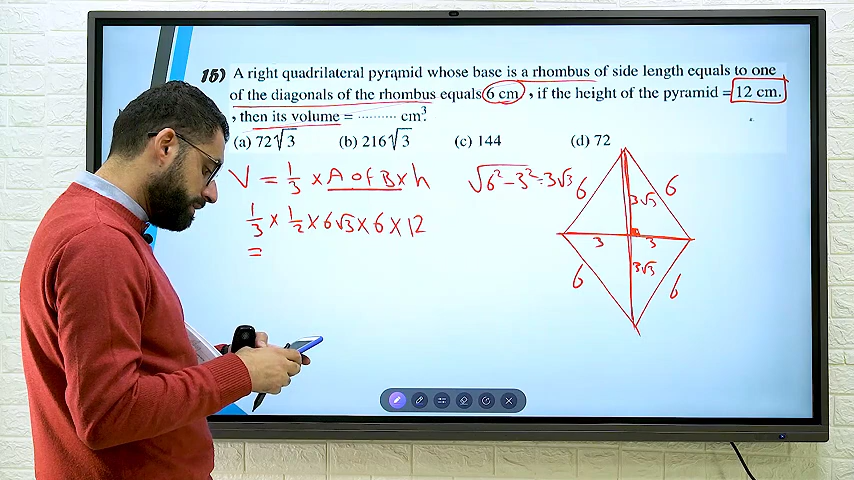 15) A right quadrilateral pyramid whose base is a rhombus of side length equals to one
of the diagonals of the rhombus equals 6 cm , if the height of the pyramid = 12 cm.
, then its volume = ......... cm³.
(a) 72√3 (b) 216√3 (c) 144 (d) 72
V = 1/3 × A of B × h
1/3 × 1/2 × 6√3 × 6 × 12
=
√6²-3² = 3√3
6 6
3√3
3 3
3√3
6 6